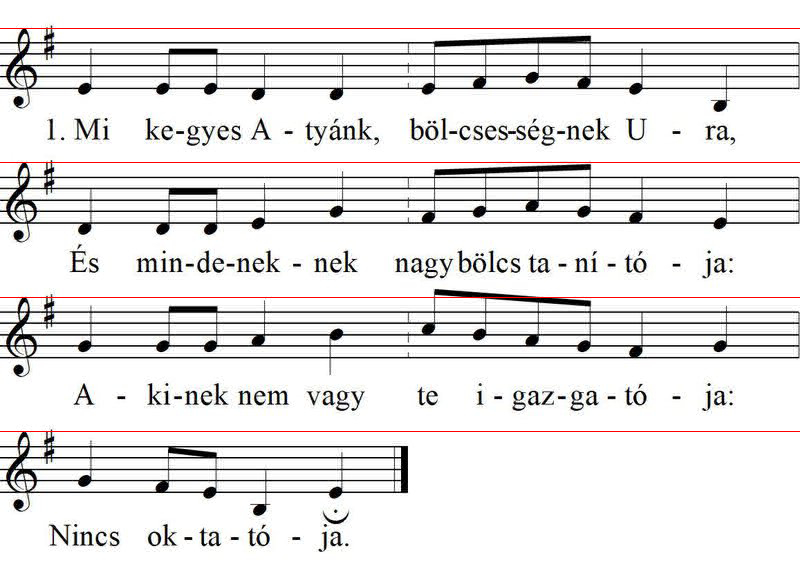 1. Mi ke-gyes A - tyánk, böl-cses-ség-nek U - ra,
És min-de-nek - nek nagy bölcs ta - ní - tó - ja:
A - ki-nek nem vagy te i - gaz-ga - tó - ja:
Nincs ok - ta - tó - ja.